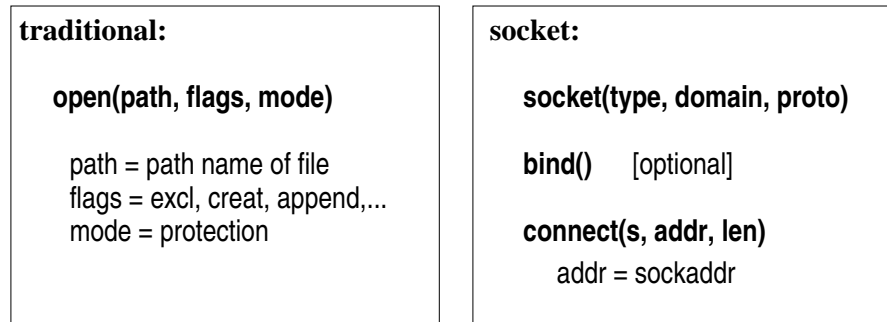 traditional:
open(path, flags, mode)
path = path name of file
flags = excl, creat, append,...
mode = protection
socket:
socket(type, domain, proto)
bind() [optional]
connect(s, addr, len)
addr = sockaddr